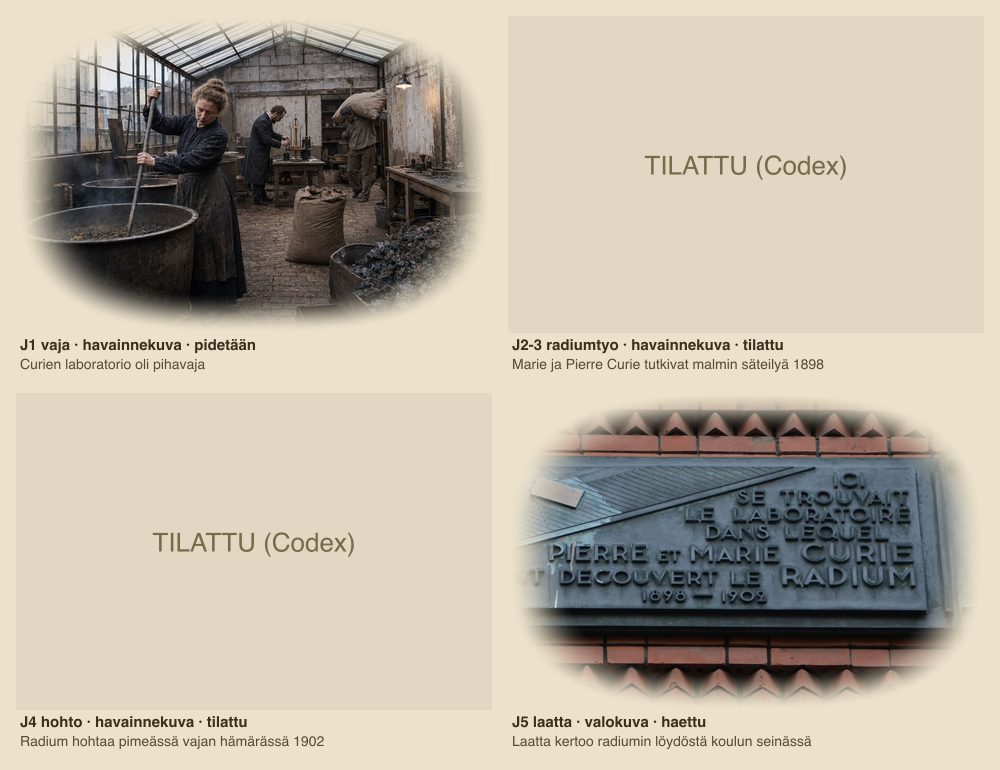 TILATTU (Codex)
J1 vaja · havainnekuva · pidetään
Curien laboratorio oli pihavaja
J2-3 radiumtyo · havainnekuva · tilattu
Marie ja Pierre Curie tutkivat malmin säteilyä 1898
TILATTU (Codex)
ICI
SE TROUVAIT
LE LABORATOIRE
DANS LEQUEL
PIERRE ET MARIE CURIE
NT DECOUVERT LE RADIUM
1898 — 1902
J4 hohto · havainnekuva · tilattu
Radium hohtaa pimeässä vajan hämärässä 1902
J5 laatta · valokuva · haettu
Laatta kertoo radiumin löydöstä koulun seinässä